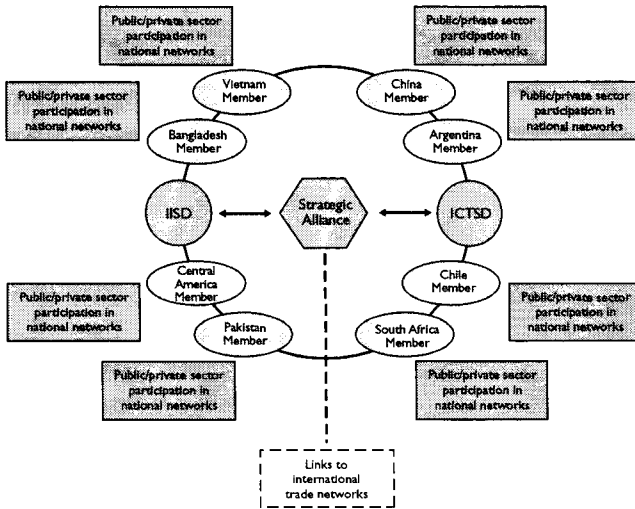 Public/private sector
participation in
national networks
Public/private sector
participation in
national networks
Vietnam
Member
China
Member
Public/private sector
participation in
national networks
Public/private sector
participation in
national networks
Bangladesh
Member
Argentina
Member
IISD
Strategic
Alliance
ICTSD
Central
America
Member
Chile
Member
Public/private sector
participation in
national networks
Public/private sector
participation in
national networks
Pakistan
Member
South Africa
Member
Public/private sector
participation in
national networks
Public/private sector
participation in
national networks
Links to
international
trade networks